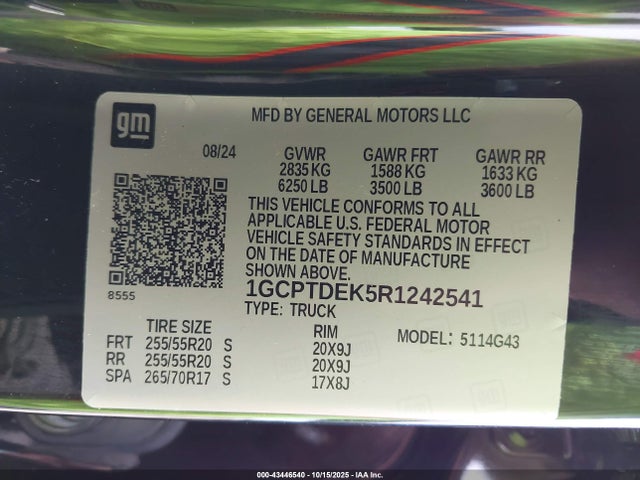 gm
MFD BY GENERAL MOTORS LLC
08/24 GVWR GAWR FRT GAWR RR
2835 KG 1588 KG 1633 KG
6250 LB 3500 LB 3600 LB
THIS VEHICLE CONFORMS TO ALL
APPLICABLE U.S. FEDERAL MOTOR
VEHICLE SAFETY STANDARDS IN EFFECT
ON THE DATE OF MANUFACTURE
SHOWN ABOVE.
8555
1GCPTDEK5R1242541
TYPE: TRUCK
TIRE SIZE RIM MODEL: 5114G43
FRT 255/55R20 S 20X9J
RR 255/55R20 S 20X9J
SPA 265/70R17 S 17X8J
000-43446540 - 10/15/2025 - IAA Inc.